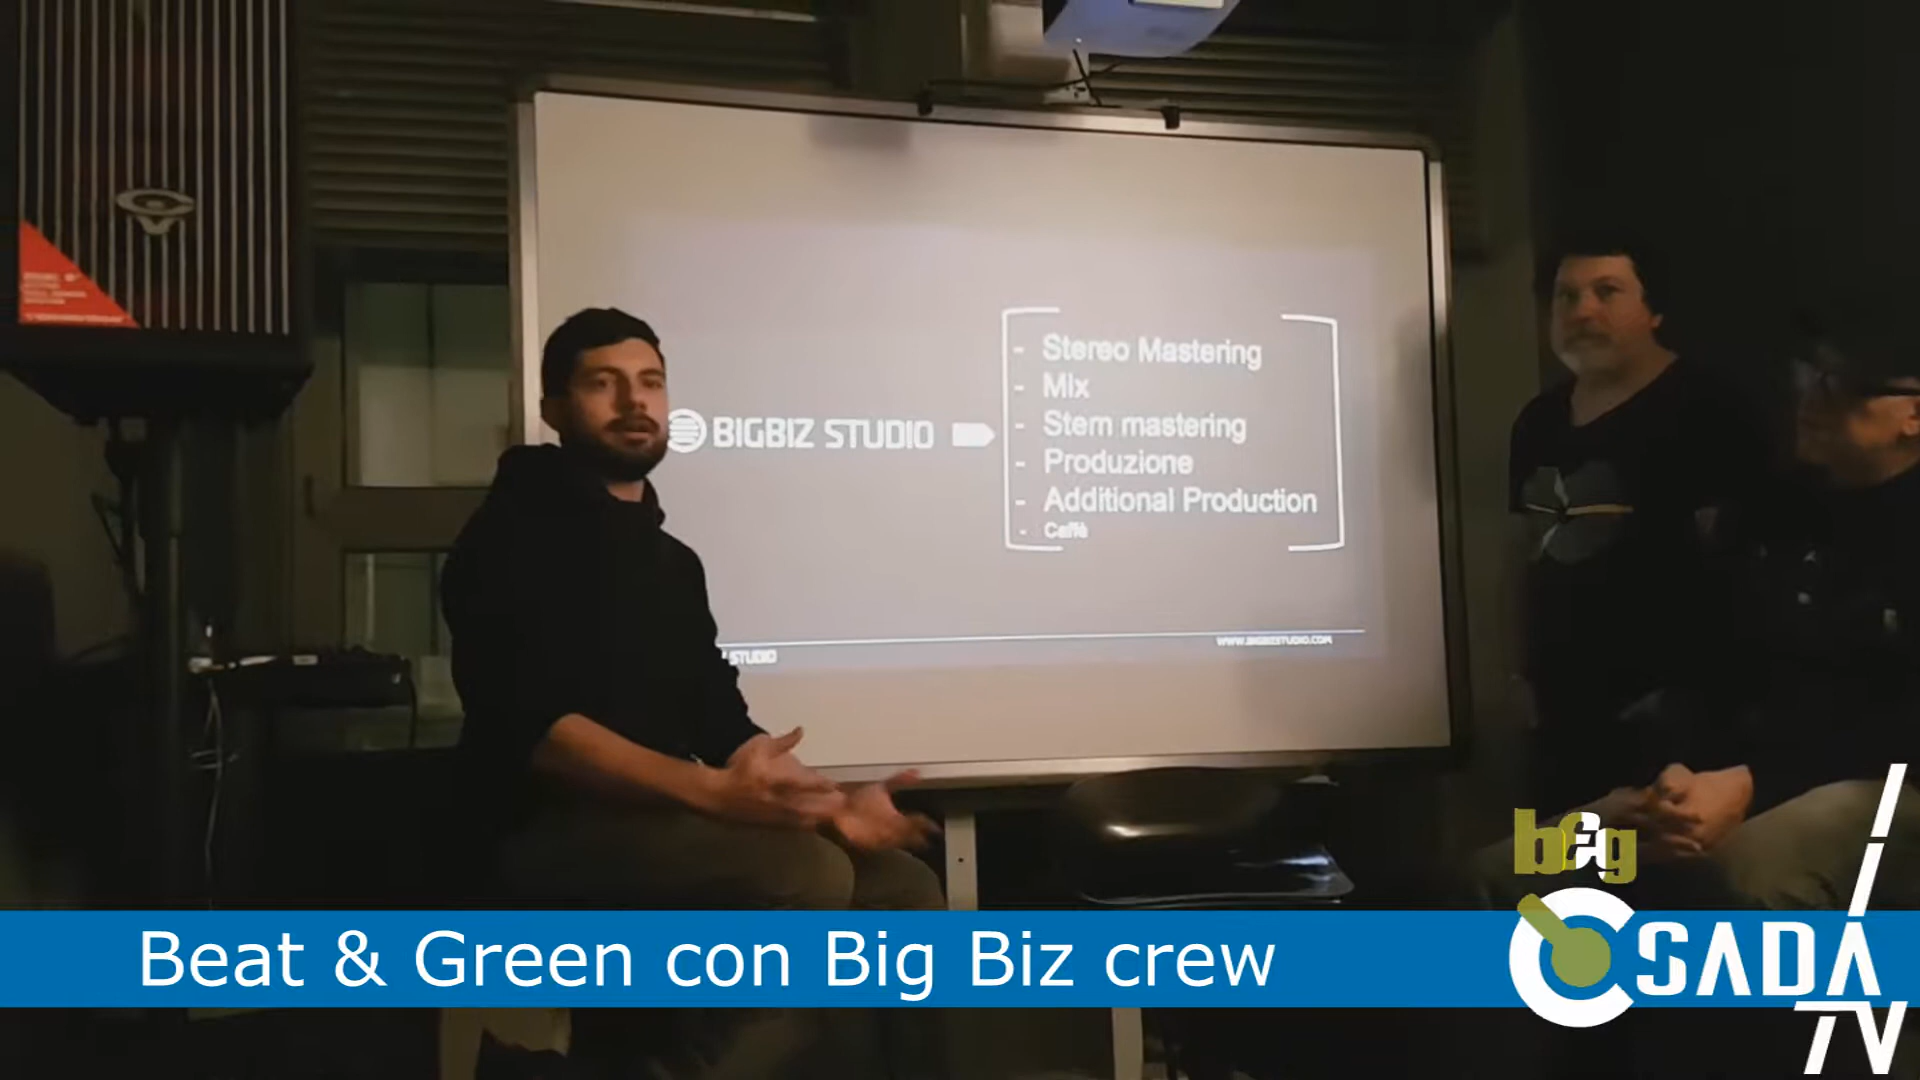 - Stereo Mastering
- Mix
- Stem mastering
- Produzione
- Additional Production
- Caffè
BIGBIZ STUDIO
WWW.BIGBIZSTUDIO.COM
STUDIO
b&g
Beat & Green con Big Biz crew
CSADA
TV